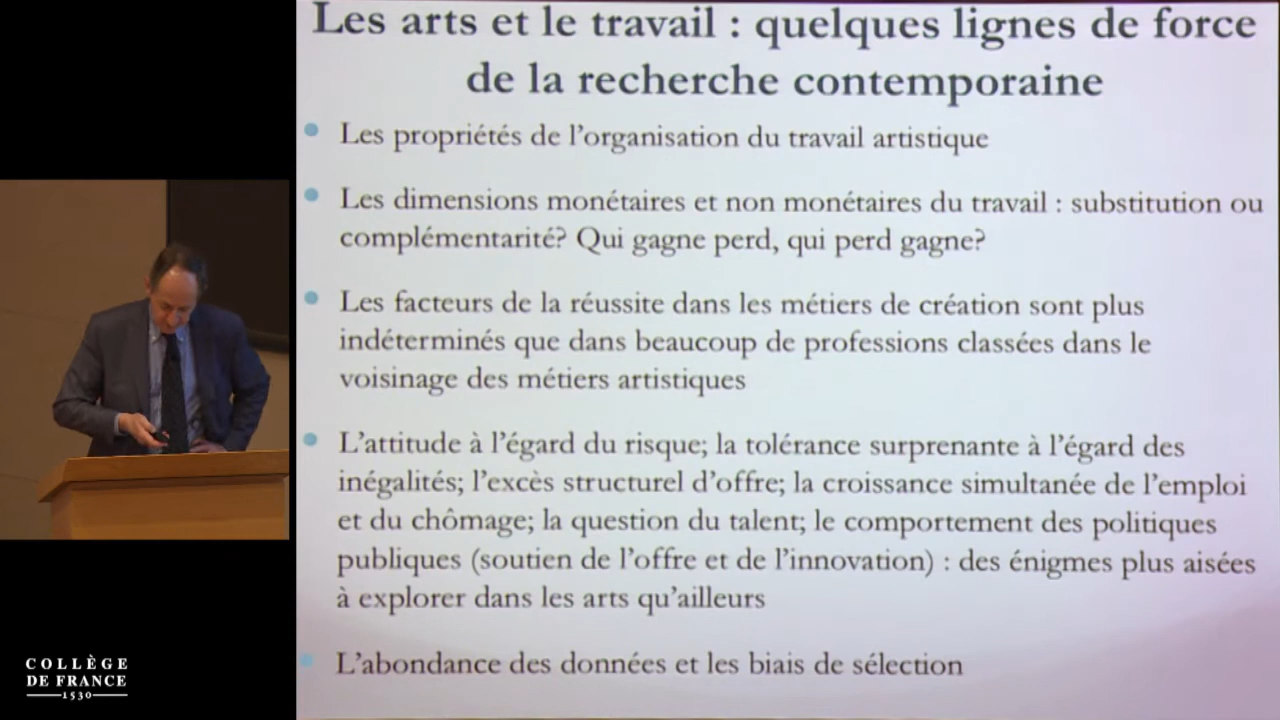 Les arts et le travail : quelques lignes de force
de la recherche contemporaine
Les propriétés de l'organisation du travail artistique
Les dimensions monétaires et non monétaires du travail : substitution ou
complémentarité? Qui gagne perd, qui perd gagne?
Les facteurs de la réussite dans les métiers de création sont plus
indéterminés que dans beaucoup de professions classées dans le
voisinage des métiers artistiques
L'attitude à l'égard du risque; la tolérance surprenante à l'égard des
inégalités; l'excès structurel d'offre; la croissance simultanée de l'emploi
et du chômage; la question du talent; le comportement des politiques
publiques (soutien de l'offre et de l'innovation) : des énigmes plus aisées
à explorer dans les arts qu'ailleurs
L'abondance des données et les biais de sélection
COLLÈGE
DE FRANCE
1530